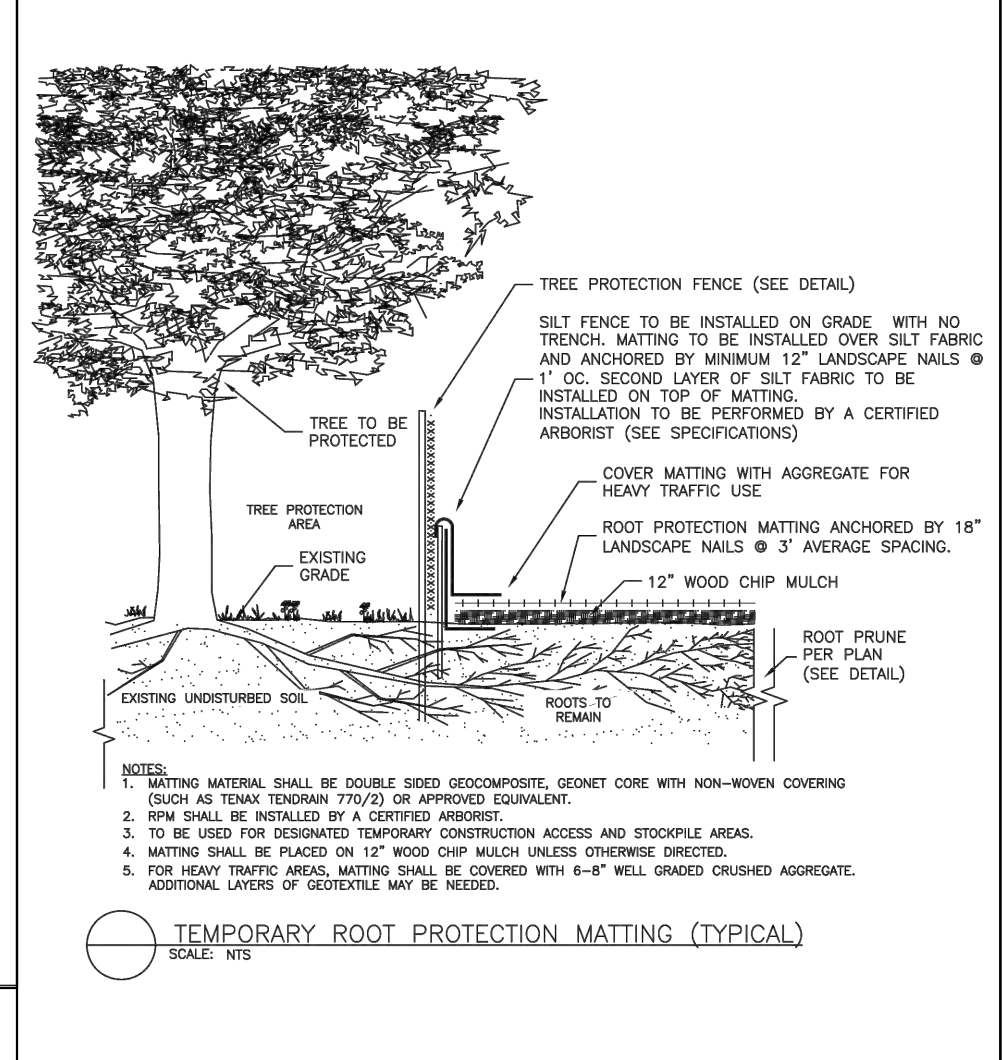 TREE PROTECTION FENCE (SEE DETAIL)
SILT FENCE TO BE INSTALLED ON GRADE WITH NO
TRENCH. MATTING TO BE INSTALLED OVER SILT FABRIC
AND ANCHORED BY MINIMUM 12" LANDSCAPE NAILS @
1' OC. SECOND LAYER OF SILT FABRIC TO BE
INSTALLED ON TOP OF MATTING.
INSTALLATION TO BE PERFORMED BY A CERTIFIED
ARBORIST (SEE SPECIFICATIONS)
TREE TO BE
PROTECTED
COVER MATTING WITH AGGREGATE FOR
HEAVY TRAFFIC USE
TREE PROTECTION
AREA
ROOT PROTECTION MATTING ANCHORED BY 18"
LANDSCAPE NAILS @ 3' AVERAGE SPACING.
EXISTING
GRADE
12" WOOD CHIP MULCH
ROOT PRUNE
PER PLAN
(SEE DETAIL)
EXISTING UNDISTURBED SOIL
ROOTS TO
REMAIN
NOTES:
1. MATTING MATERIAL SHALL BE DOUBLE SIDED GEOCOMPOSITE, GEONET CORE WITH NON-WOVEN COVERING
(SUCH AS TENAX TENDRAIN 770/2) OR APPROVED EQUIVALENT.
2. RPM SHALL BE INSTALLED BY A CERTIFIED ARBORIST.
3. TO BE USED FOR DESIGNATED TEMPORARY CONSTRUCTION ACCESS AND STOCKPILE AREAS.
4. MATTING SHALL BE PLACED ON 12" WOOD CHIP MULCH UNLESS OTHERWISE DIRECTED.
5. FOR HEAVY TRAFFIC AREAS, MATTING SHALL BE COVERED WITH 6-8" WELL GRADED CRUSHED AGGREGATE.
ADDITIONAL LAYERS OF GEOTEXTILE MAY BE NEEDED.
TEMPORARY ROOT PROTECTION MATTING (TYPICAL)
SCALE: NTS